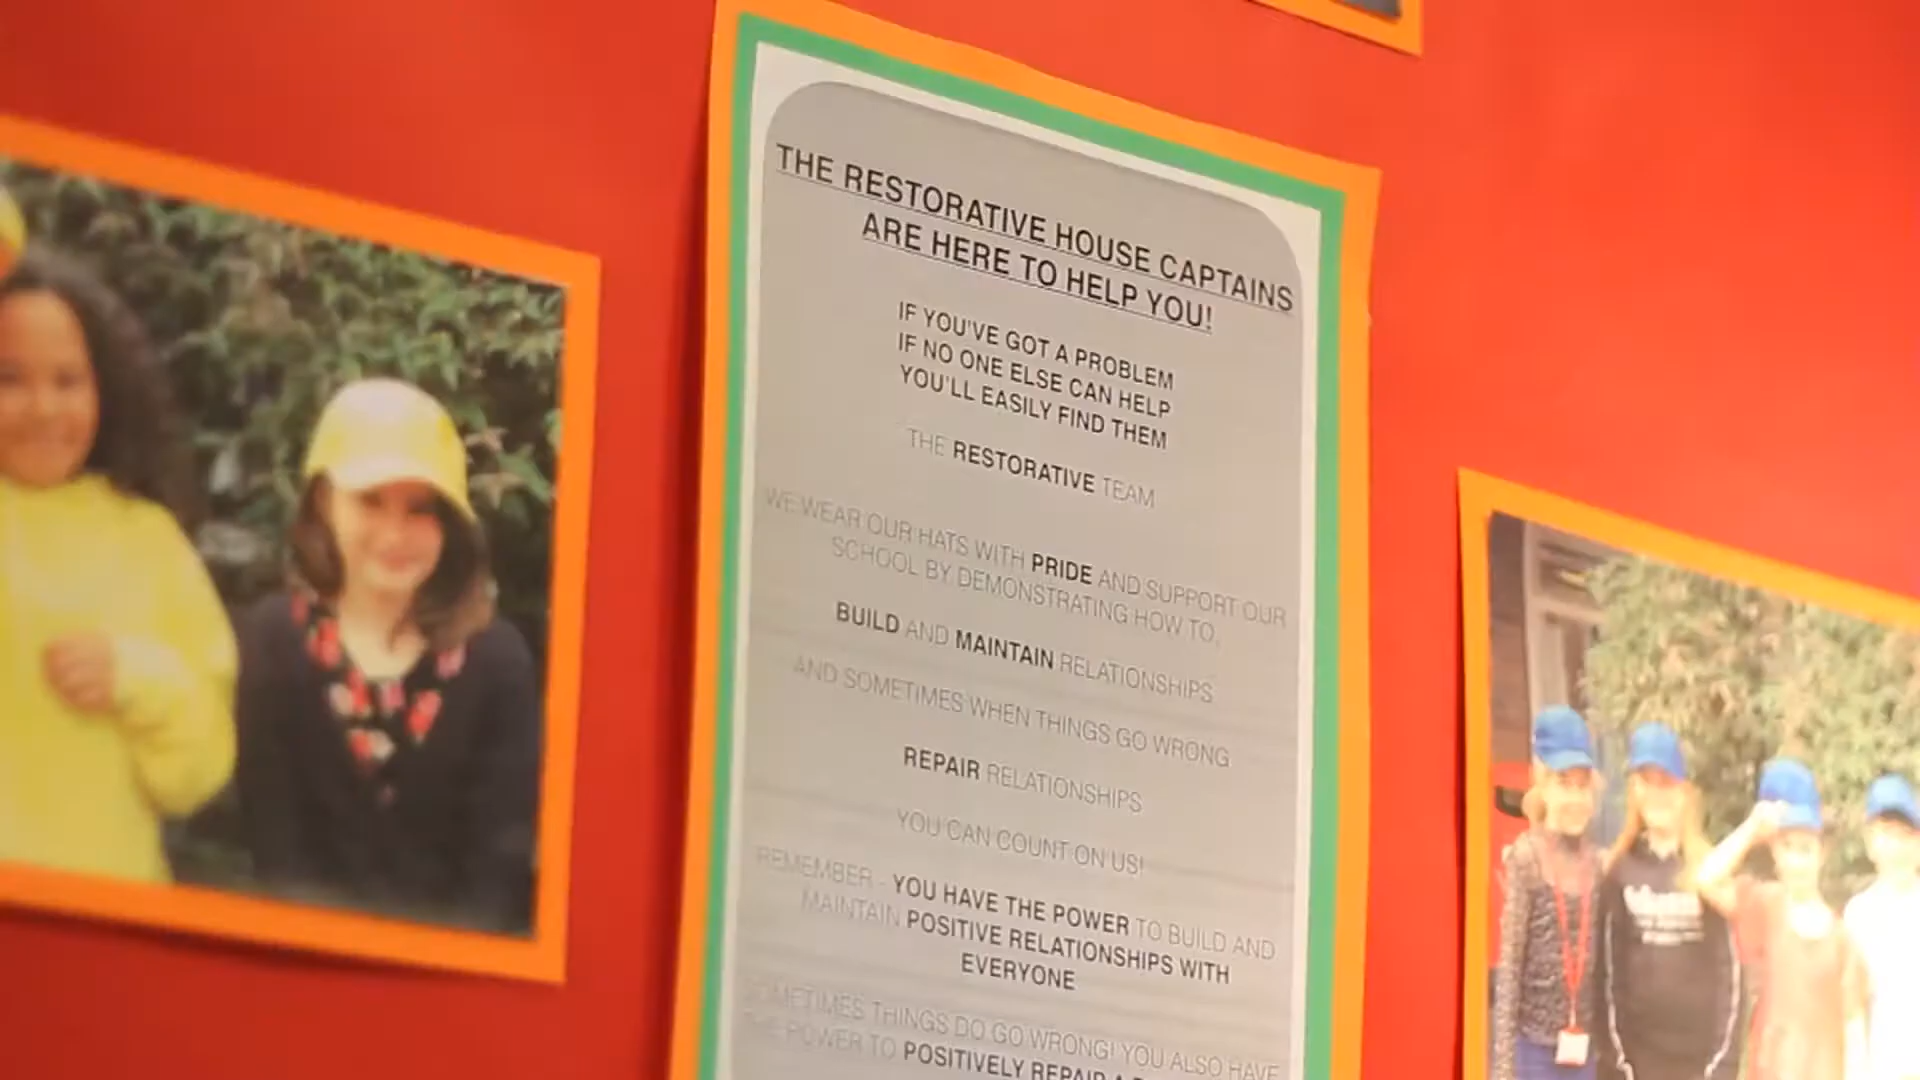 THE RESTORATIVE HOUSE CAPTAINS
ARE HERE TO HELP YOU!
IF YOU'VE GOT A PROBLEM
IF NO ONE ELSE CAN HELP
YOU'LL EASILY FIND THEM
THE RESTORATIVE TEAM
WE WEAR OUR HATS WITH PRIDE AND SUPPORT OUR
SCHOOL BY DEMONSTRATING HOW TO,
BUILD AND MAINTAIN RELATIONSHIPS
AND SOMETIMES WHEN THINGS GO WRONG
REPAIR RELATIONSHIPS
YOU CAN COUNT ON US!
REMEMBER - YOU HAVE THE POWER TO BUILD AND
MAINTAIN POSITIVE RELATIONSHIPS WITH
EVERYONE
SOMETIMES THINGS DO GO WRONG! YOU ALSO HAVE
THE POWER TO POSITIVELY REPAIR A